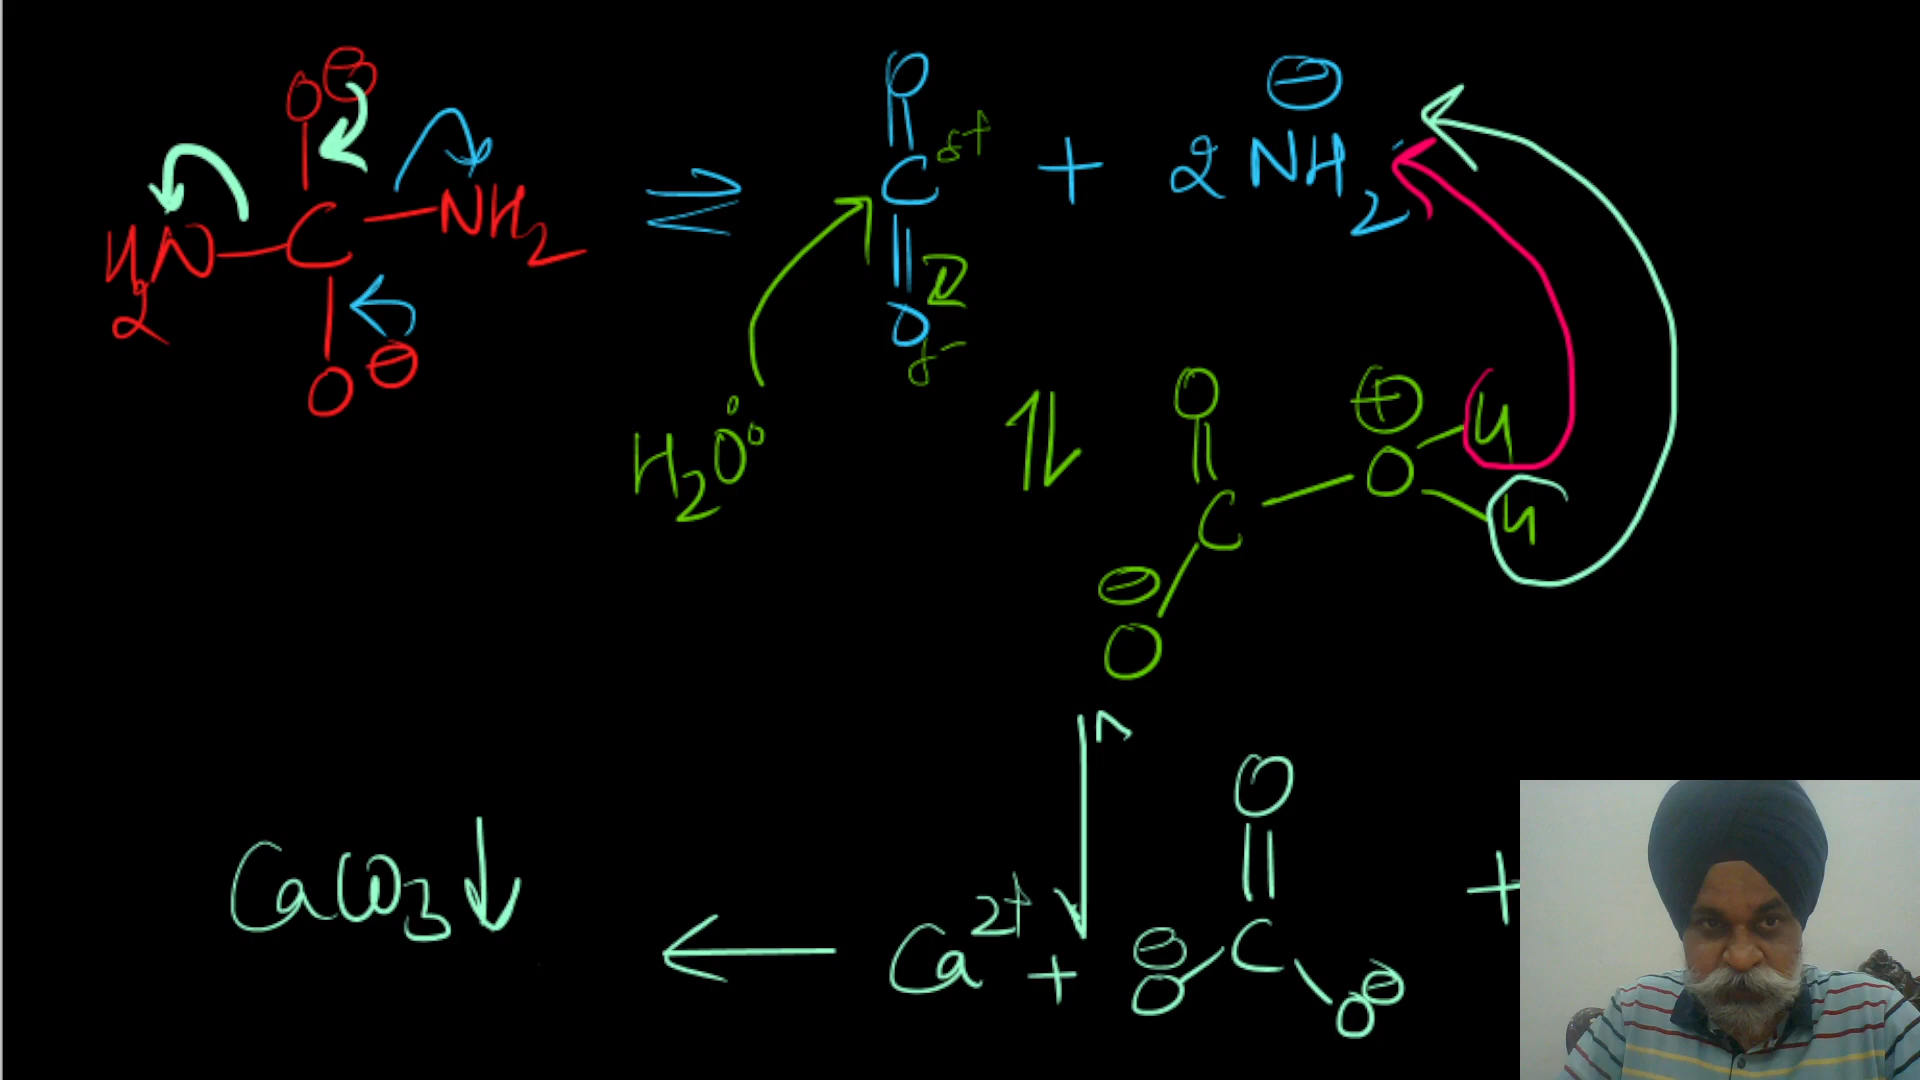 O⊖
H2N–C–NH2
O⊖
⇌
O
||
C δ+
||
O δ-
+ 2 NH2 ⊖
H2O:
⇌
O
||
C – O⊕ – H
H
⊖
O
CaCO3↓
←
Ca2+ +
O
||
⊖O – C – O⊖
+